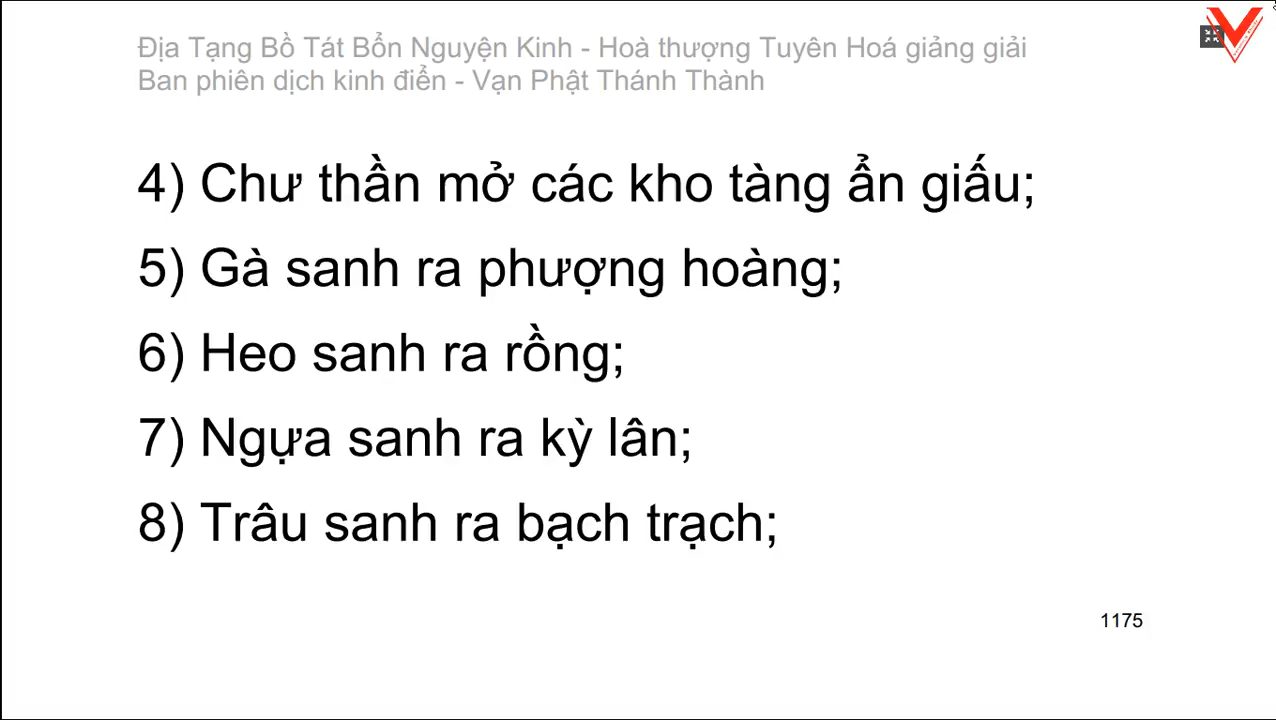 Địa Tạng Bồ Tát Bổn Nguyện Kinh - Hoà thượng Tuyên Hoá giảng giải
Ban phiên dịch kinh điển - Vạn Phật Thánh Thành
4) Chư thần mở các kho tàng ẩn giấu;
5) Gà sanh ra phượng hoàng;
6) Heo sanh ra rồng;
7) Ngựa sanh ra kỳ lân;
8) Trâu sanh ra bạch trạch;
1175